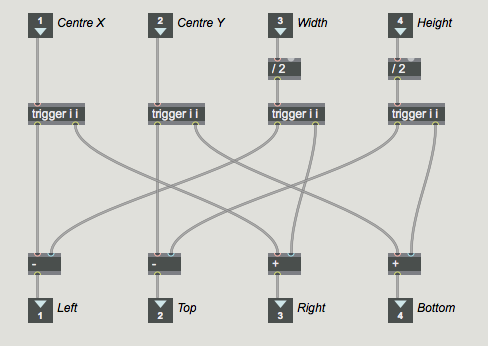 1 Centre X 2 Centre Y 3 Width 4 Height
/ 2 / 2
trigger i i trigger i i trigger i i trigger i i
- - + +
1 Left 2 Top 3 Right 4 Bottom